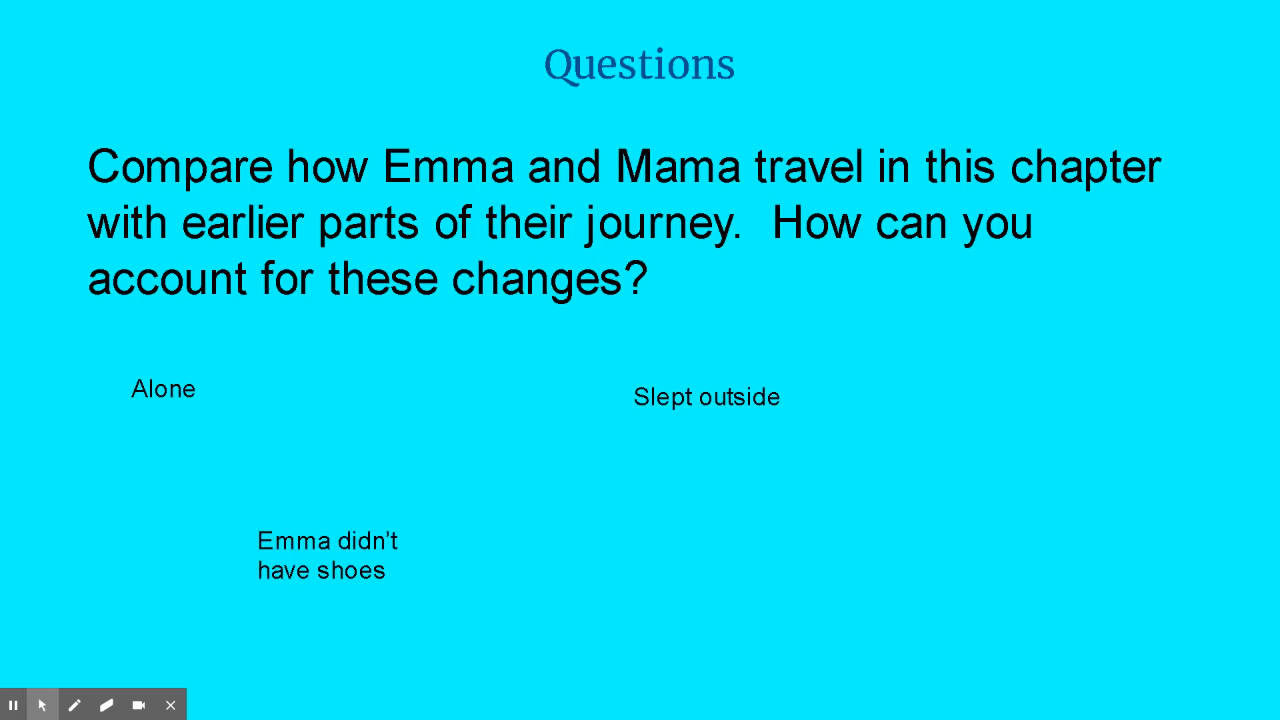 Questions
Compare how Emma and Mama travel in this chapter
with earlier parts of their journey.  How can you
account for these changes?
Alone
Slept outside
Emma didn't
have shoes